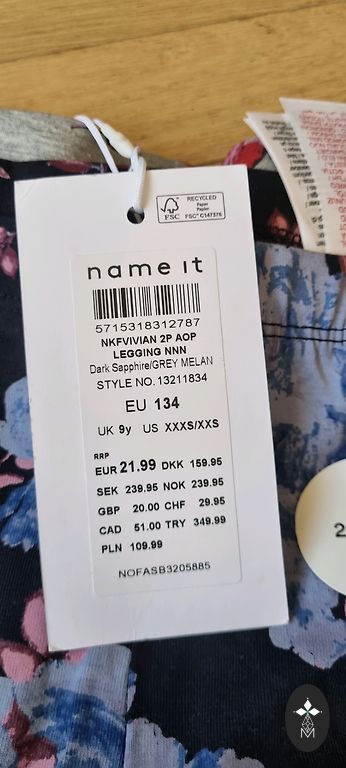 RECYCLED
Paper
Papier
FSC FSC® C147376
name it
5715318312787
NKFVIVIAN 2P AOP
LEGGING NNN
Dark Sapphire/GREY MELAN
STYLE NO. 13211834
EU 134
UK 9y US XXXS/XXS
RRP
EUR 21.99 DKK 159.95
SEK 239.95 NOK 239.95
GBP 20.00 CHF 29.95
CAD 51.00 TRY 349.99
PLN 109.99
NOFASB3205885
2
M